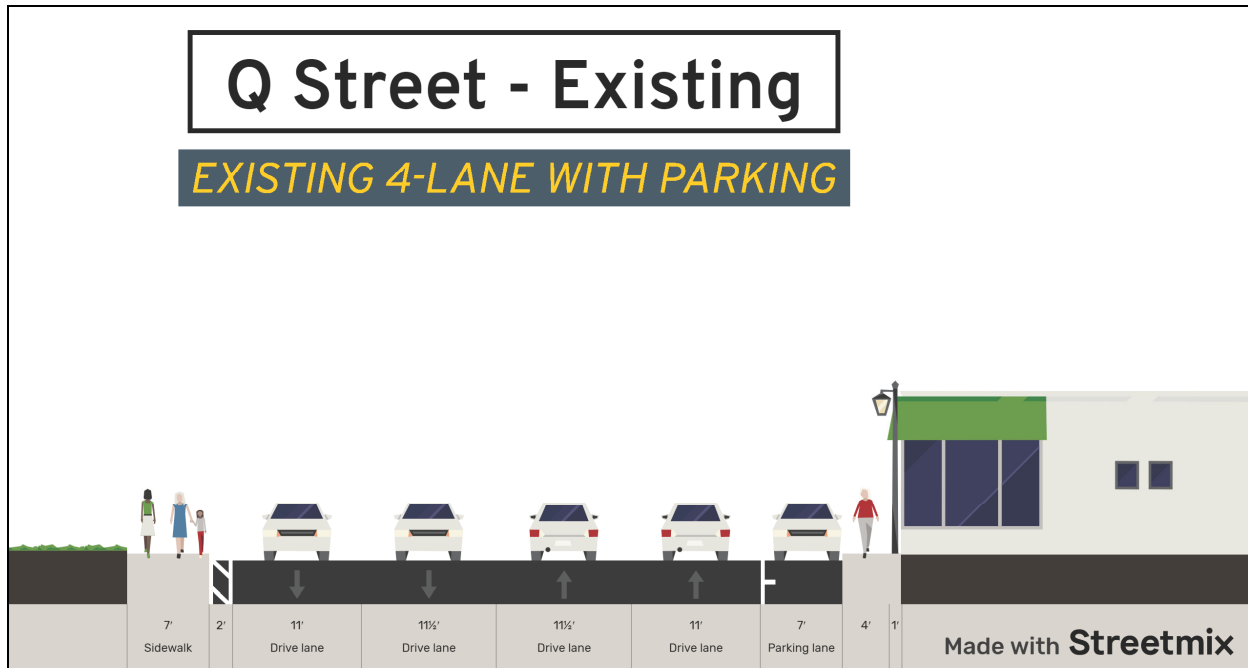 Q Street - Existing
EXISTING 4-LANE WITH PARKING
7' 2' 11' 11½' 11½' 11' 7' 4' 1'
Sidewalk Drive lane Drive lane Drive lane Drive lane Parking lane
Made with Streetmix